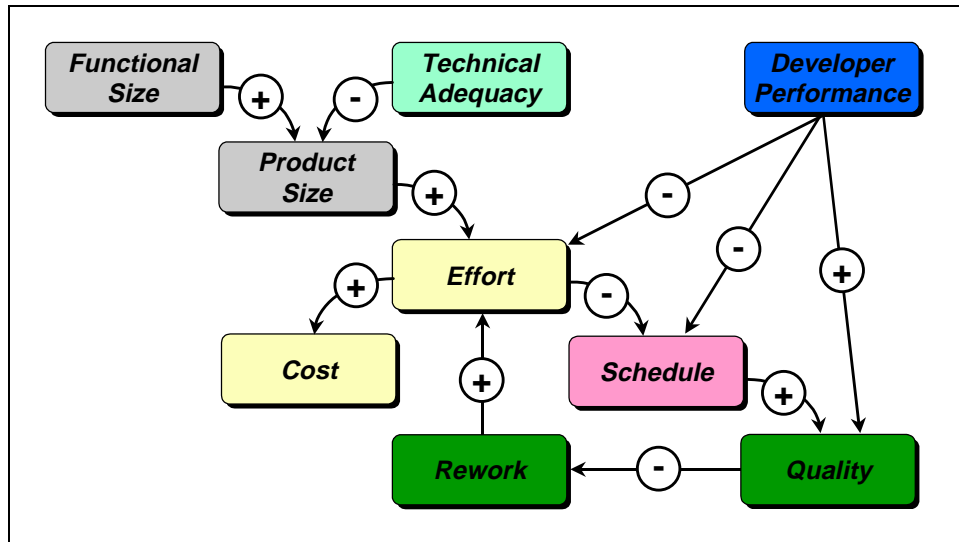 Functional
Size
+
-
Technical
Adequacy
Developer
Performance
Product
Size
+
-
-
+
Effort
+
-
Cost
+
Schedule
+
Rework
-
Quality